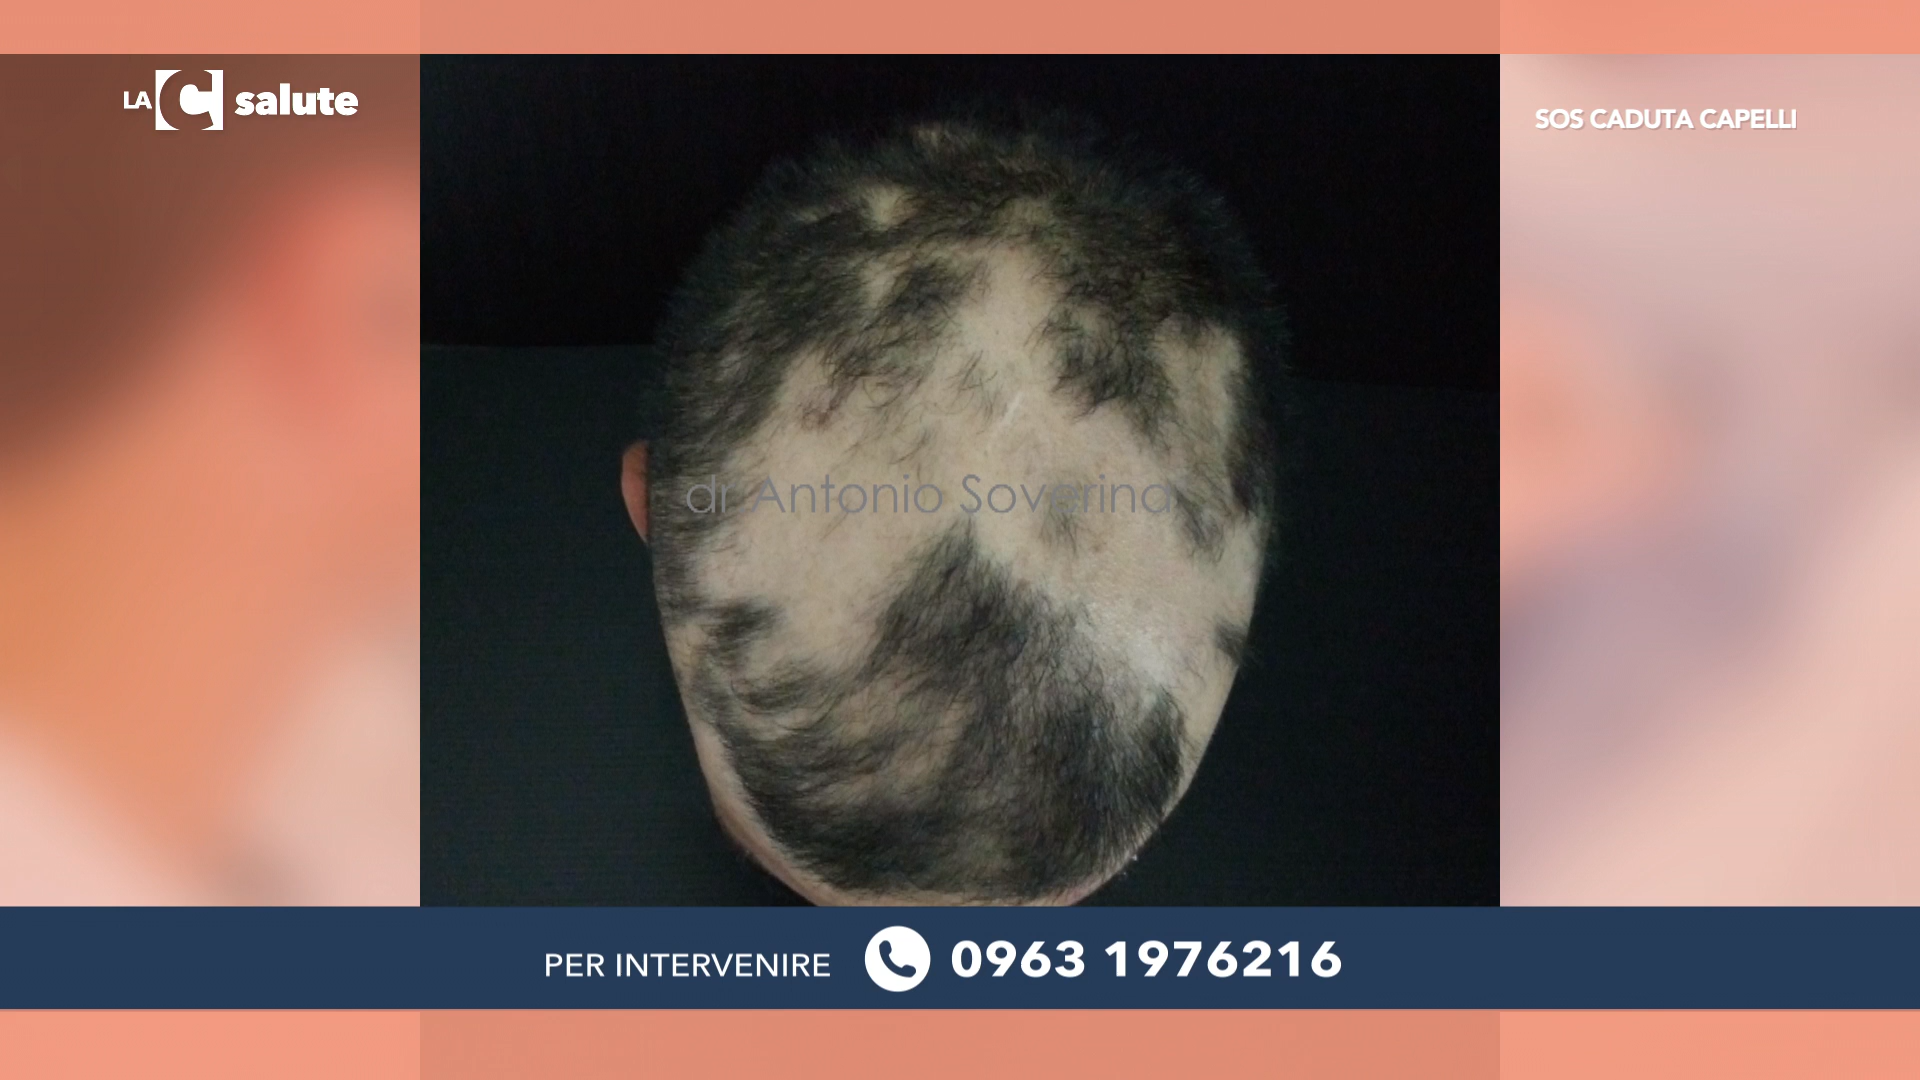 LA C salute
SOS CADUTA CAPELLI
dr Antonio Soverina
PER INTERVENIRE 0963 1976216